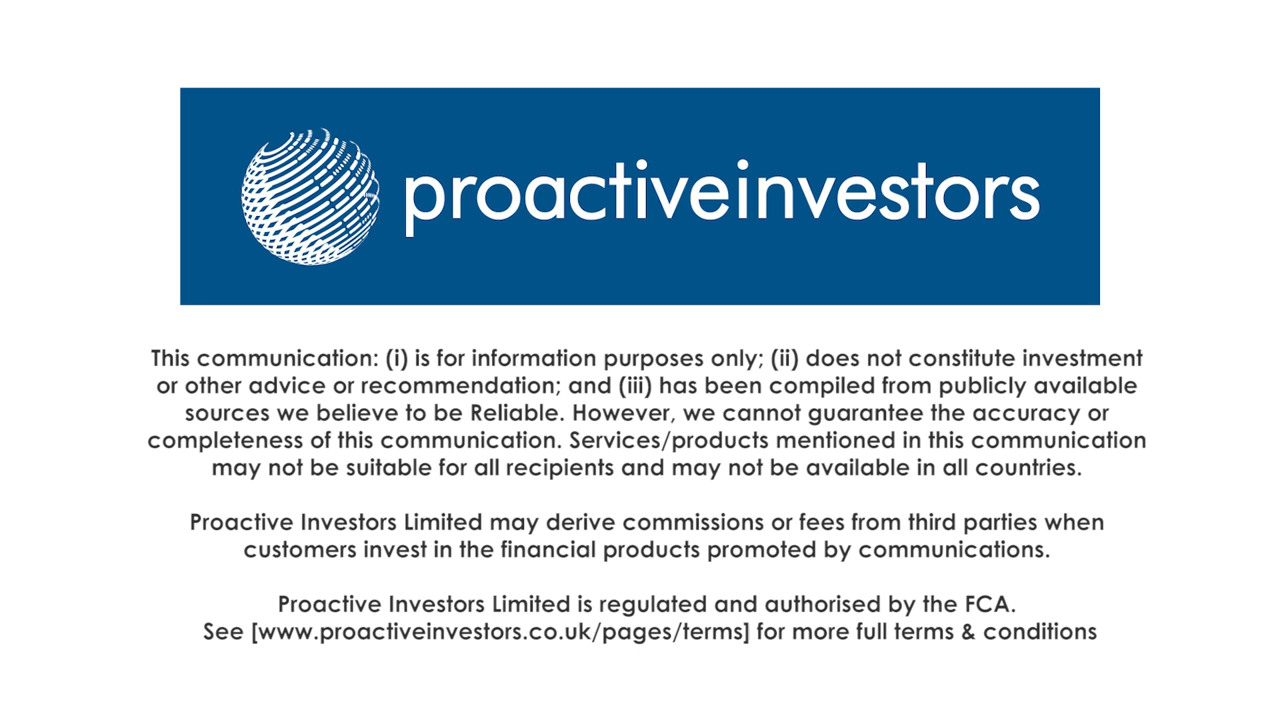 proactiveinvestors
This communication: (i) is for information purposes only; (ii) does not constitute investment
or other advice or recommendation; and (iii) has been compiled from publicly available
sources we believe to be Reliable. However, we cannot guarantee the accuracy or
completeness of this communication. Services/products mentioned in this communication
may not be suitable for all recipients and may not be available in all countries.
Proactive Investors Limited may derive commissions or fees from third parties when
customers invest in the financial products promoted by communications.
Proactive Investors Limited is regulated and authorised by the FCA.
See [www.proactiveinvestors.co.uk/pages/terms] for more full terms & conditions